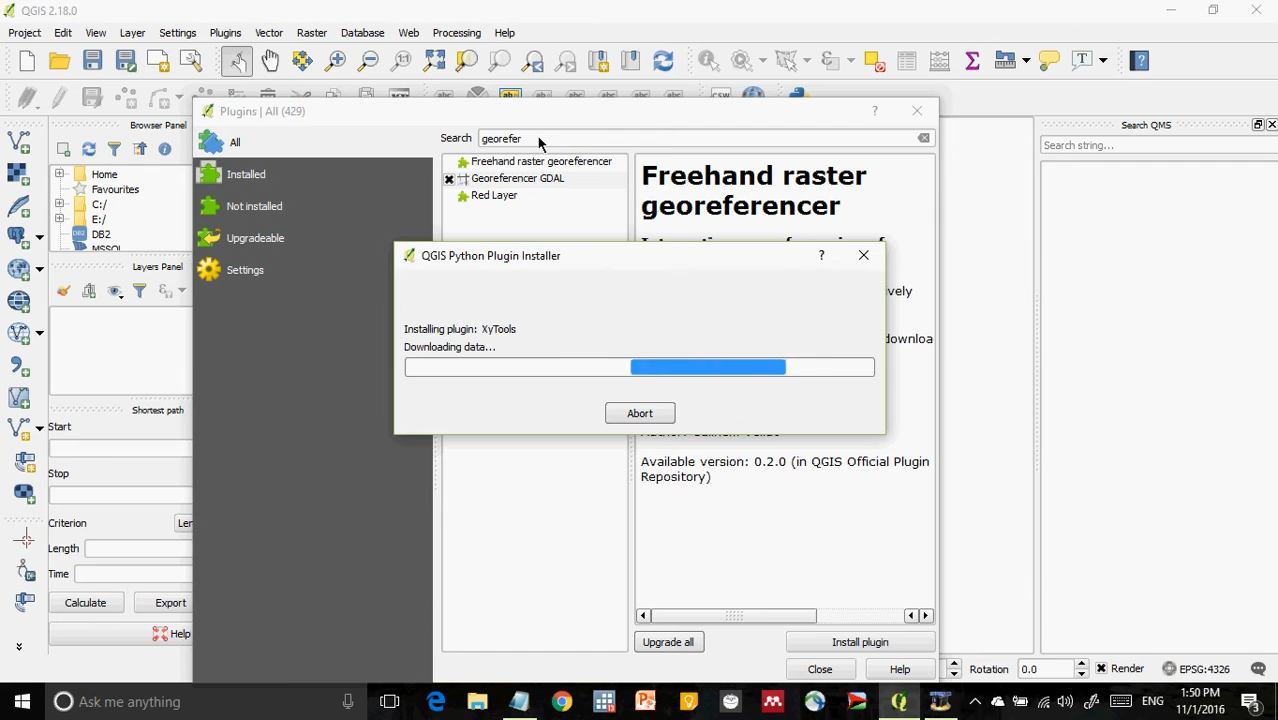 QGIS 2.18.0
Project Edit View Layer Settings Plugins Vector Raster Database Web Processing Help
Browser Panel
Home
Favourites
C:/
E:/
DB2
MSSQL
Layers Panel
Shortest path
Start
Stop
Criterion
Length
Time
Calculate Export
Help
Plugins | All (429)
All
Installed
Not installed
Upgradeable
Settings
Search georefer
Freehand raster georeferencer
Georeferencer GDAL
Red Layer
Freehand raster
georeferencer
QGIS Python Plugin Installer
Installing plugin: XyTools
Downloading data...
Abort
Available version: 0.2.0 (in QGIS Official Plugin
Repository)
Upgrade all Install plugin
Close Help
Search QMS
Search string...
Rotation 0.0 Render EPSG:4326
Ask me anything
ENG
1:50 PM
11/1/2016
3